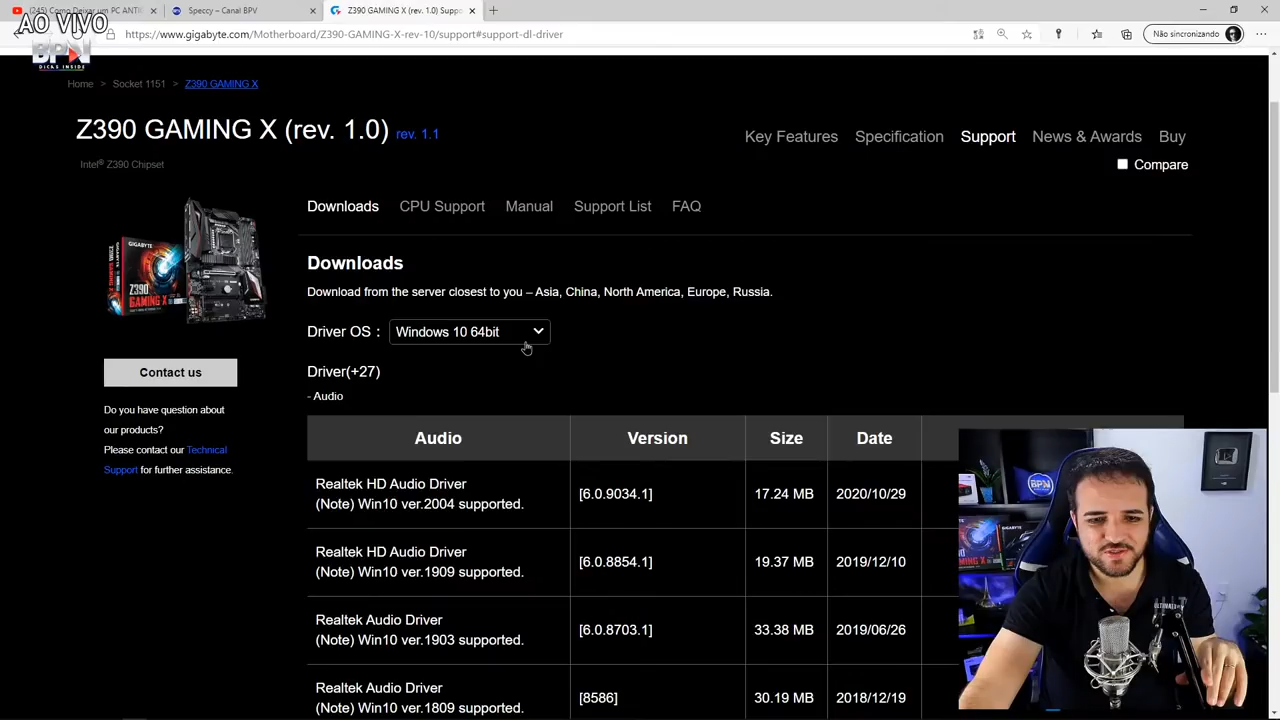 (245) Como Deixar um PC ANTI
Speccy – Canal BPV
Z390 GAMING X (rev. 1.0) Suppo
AO VIVO
BPV
DICAS INSIDE
https://www.gigabyte.com/Motherboard/Z390-GAMING-X-rev-10/support#support-dl-driver
Não sincronizando
Home > Socket 1151 > Z390 GAMING X
Z390 GAMING X (rev. 1.0) rev. 1.1
Intel® Z390 Chipset
Key Features Specification Support News & Awards Buy
Compare
Downloads CPU Support Manual Support List FAQ
GIGABYTE
Z390
GAMING X
Downloads
Download from the server closest to you – Asia, China, North America, Europe, Russia.
Driver OS : Windows 10 64bit
Contact us
Do you have question about
our products?
Please contact our Technical
Support for further assistance.
Driver(+27)
- Audio
Audio Version Size Date
Realtek HD Audio Driver
(Note) Win10 ver.2004 supported.
[6.0.9034.1] 17.24 MB 2020/10/29
Realtek HD Audio Driver
(Note) Win10 ver.1909 supported.
[6.0.8854.1] 19.37 MB 2019/12/10
Realtek Audio Driver
(Note) Win10 ver.1903 supported.
[6.0.8703.1] 33.38 MB 2019/06/26
Realtek Audio Driver
(Note) Win10 ver.1809 supported.
[8586] 30.19 MB 2018/12/19
BPV